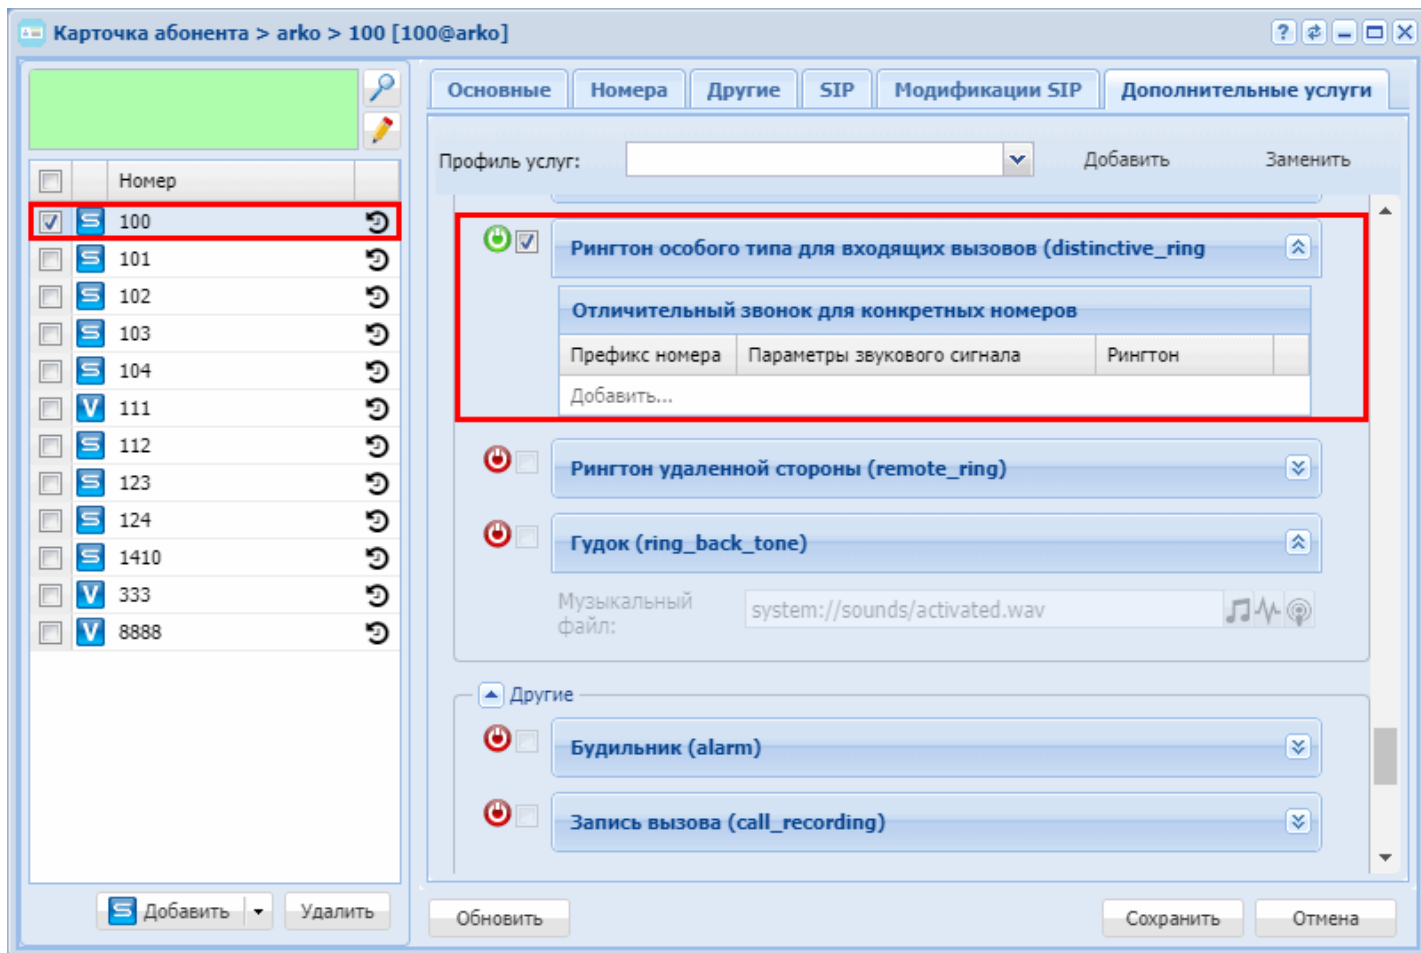 Карточка абонента > arko > 100 [100@arko]
Основные Номера Другие SIP Модификации SIP Дополнительные услуги
Профиль услуг: Добавить Заменить
Номер
100
101
102
103
104
111
112
123
124
1410
333
8888
Рингтон особого типа для входящих вызовов (distinctive_ring
Отличительный звонок для конкретных номеров
Префикс номера Параметры звукового сигнала Рингтон
Добавить...
Рингтон удаленной стороны (remote_ring)
Гудок (ring_back_tone)
Музыкальный
файл:
system://sounds/activated.wav
Другие
Будильник (alarm)
Запись вызова (call_recording)
Добавить Удалить
Обновить Сохранить Отмена